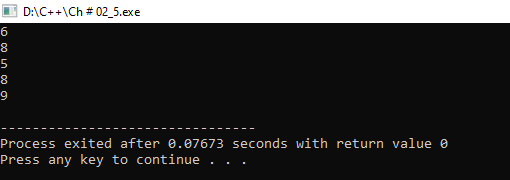 D:\C++\Ch # 02_5.exe
6
8
5
8
9
--------------------------------
Process exited after 0.07673 seconds with return value 0
Press any key to continue . . .